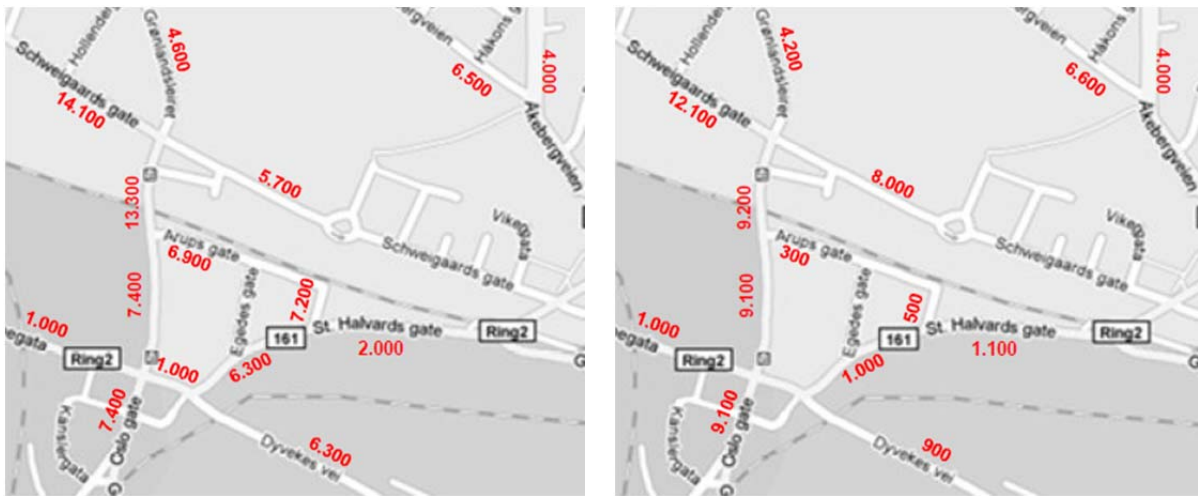 Hollenderg
Grønlandsleiret
4.600
ebergveien
Håkons g
4.000
6.500
Schweigaards gate
14.100
Åkebergveien
5.700
13.300
Vikergata
Arups gate
6.900
Schweigaards gate
7.400
Egedes gate
7.200
1.000
St. Halvards gate
Ring2
161
2.000
Ring2
1.000
6.300
7.400
Kanslergata
Oslo gate
Dyvekes vei
6.300
G
G
Hollender
Grønlandsleiret
4.200
bergveien
Håkons g
4.000
6.600
Schweigaards gate
12.100
Åkebergveien
8.000
9.200
Vikergata
Arups gate
300
Schweigaards gate
9.100
Egedes gate
500
1.000
St. Halvards gate
Ring2
161
1.100
Ring2
1.000
9.100
Kanslergata
Oslo gate
Dyvekes vei
900
G
G